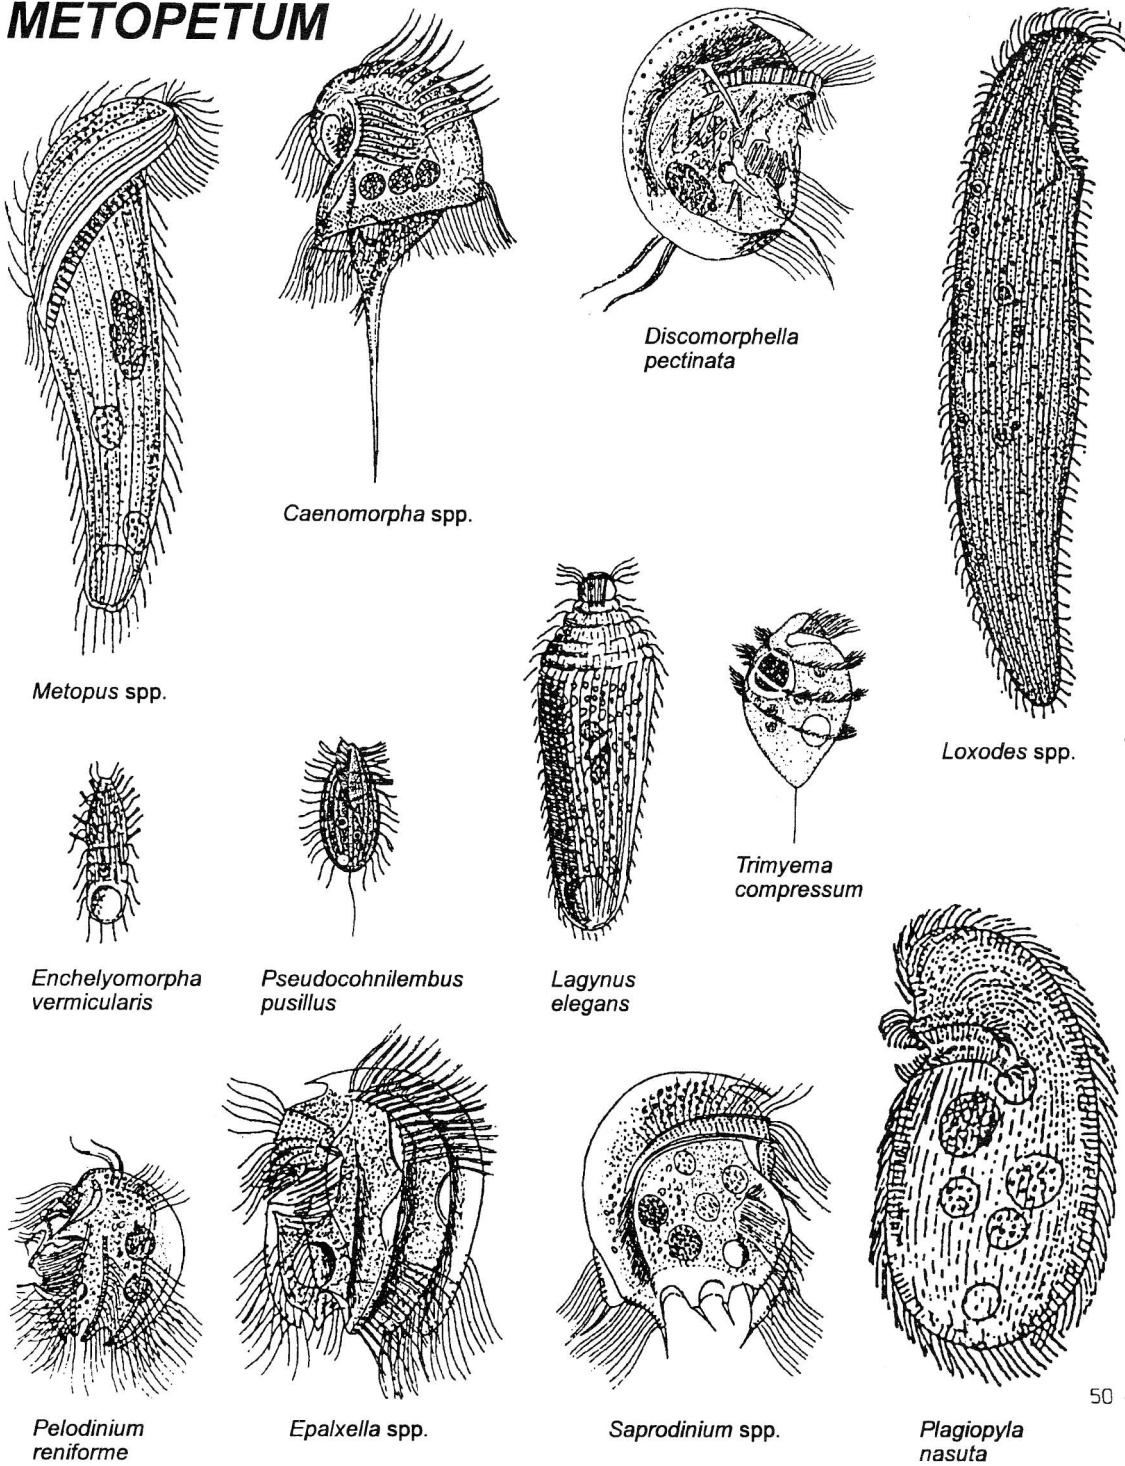 METOPETUM
Discomorphella
pectinata
Caenomorpha spp.
Metopus spp.
Loxodes spp.
Trimyema
compressum
Enchelyomorpha
vermicularis
Pseudocohnilembus
pusillus
Lagynus
elegans
50
Pelodinium
reniforme
Epalxella spp.
Saprodinium spp.
Plagiopyla
nasuta